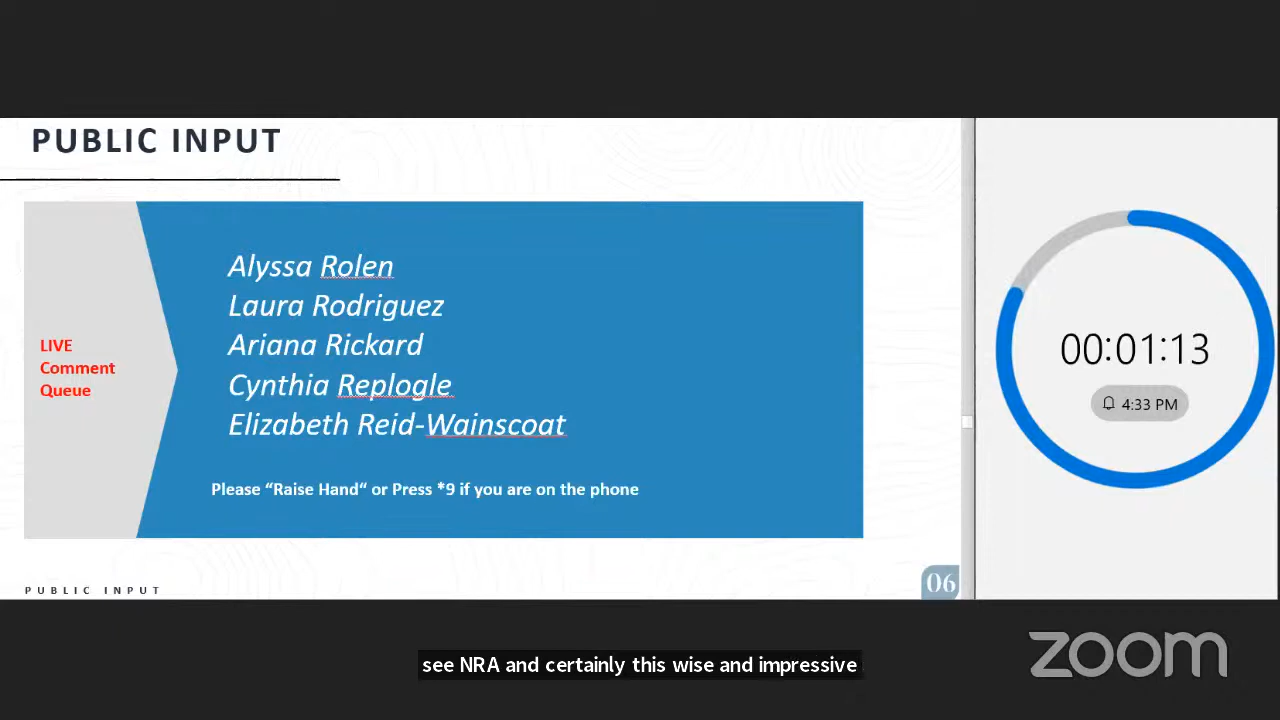 PUBLIC INPUT
LIVE
Comment
Queue
Alyssa Rolen
Laura Rodriguez
Ariana Rickard
Cynthia Replogle
Elizabeth Reid-Wainscoat
Please “Raise Hand“ or Press *9 if you are on the phone
PUBLIC INPUT
06
00:01:13
4:33 PM
see NRA and certainly this wise and impressive
zoom